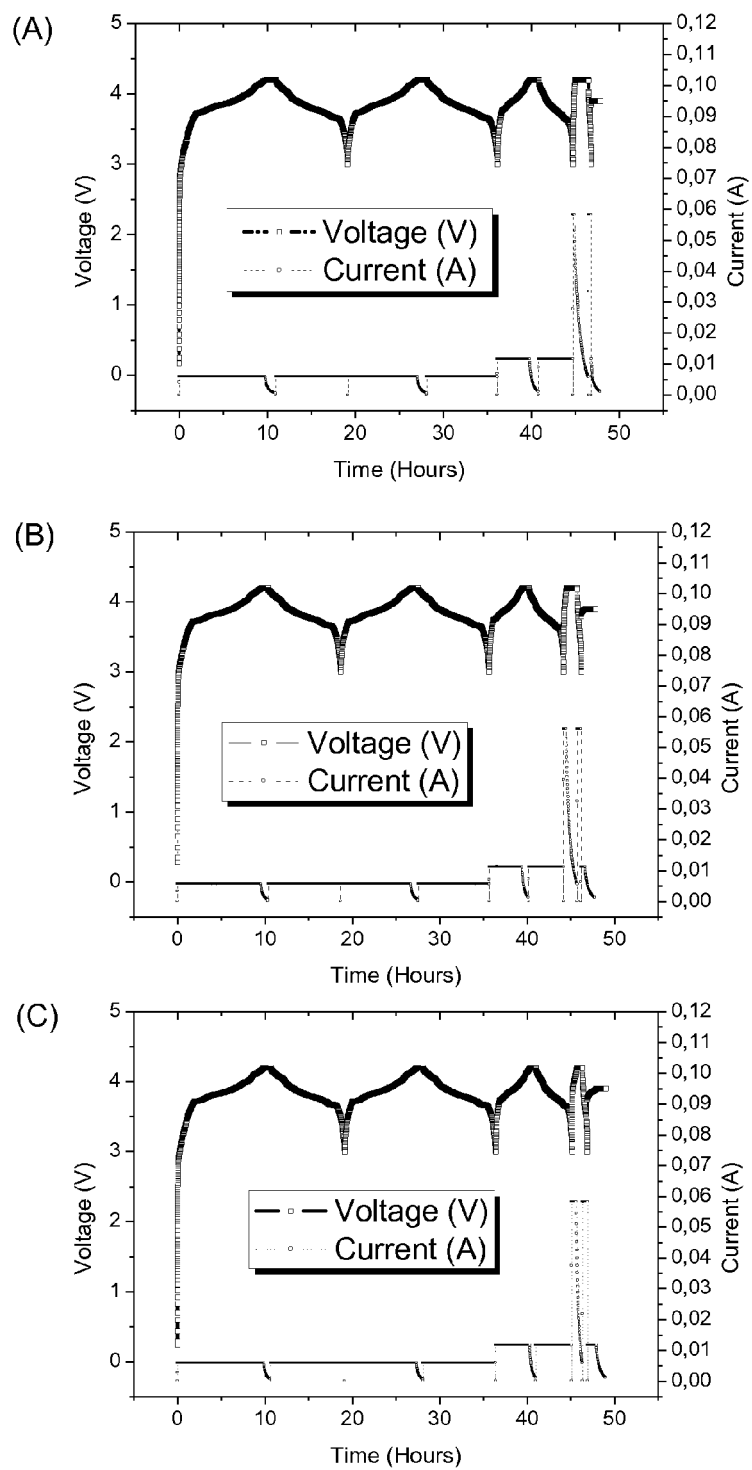 (A)
5
4
3
2
1
0
Voltage (V)
Voltage (V)
Current (A)
0,12
0,11
0,10
0,09
0,08
0,07
0,06
0,05
0,04
0,03
0,02
0,01
0,00
Current (A)
0 10 20 30 40 50
Time (Hours)
(B)
5
4
3
2
1
0
Voltage (V)
Voltage (V)
Current (A)
0,12
0,11
0,10
0,09
0,08
0,07
0,06
0,05
0,04
0,03
0,02
0,01
0,00
Current (A)
0 10 20 30 40 50
Time (Hours)
(C)
5
4
3
2
1
0
Voltage (V)
Voltage (V)
Current (A)
0,12
0,11
0,10
0,09
0,08
0,07
0,06
0,05
0,04
0,03
0,02
0,01
0,00
Current (A)
0 10 20 30 40 50
Time (Hours)